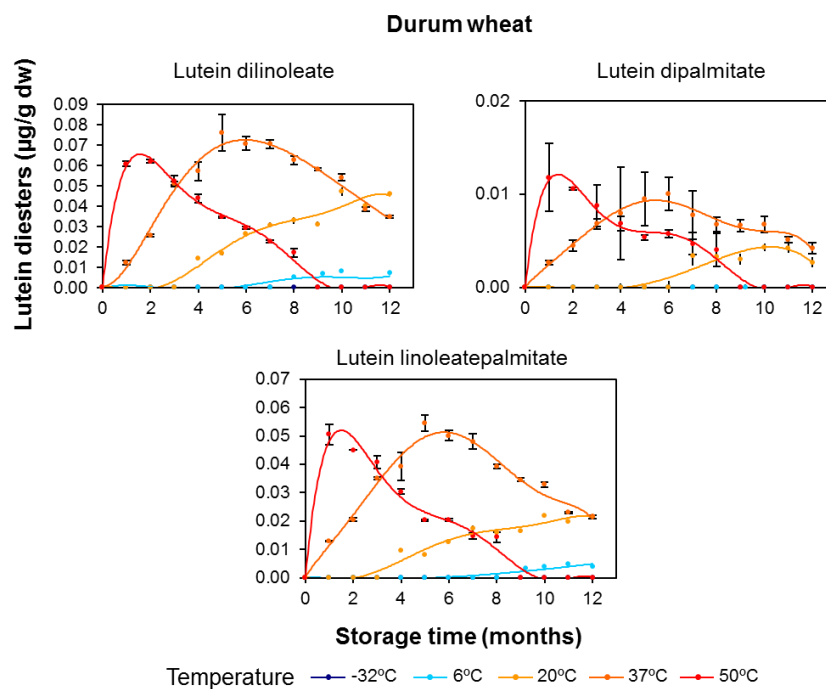 Durum wheat
Lutein dilinoleate
Lutein dipalmitate
Lutein diesters (µg/g dw)
0.09
0.08
0.07
0.06
0.05
0.04
0.03
0.02
0.01
0.00
0 2 4 6 8 10 12
0.02
0.01
0.00
0 2 4 6 8 10 12
Lutein linoleatepalmitate
0.07
0.06
0.05
0.04
0.03
0.02
0.01
0.00
0 2 4 6 8 10 12
Storage time (months)
Temperature -32ºC 6ºC 20ºC 37ºC 50ºC